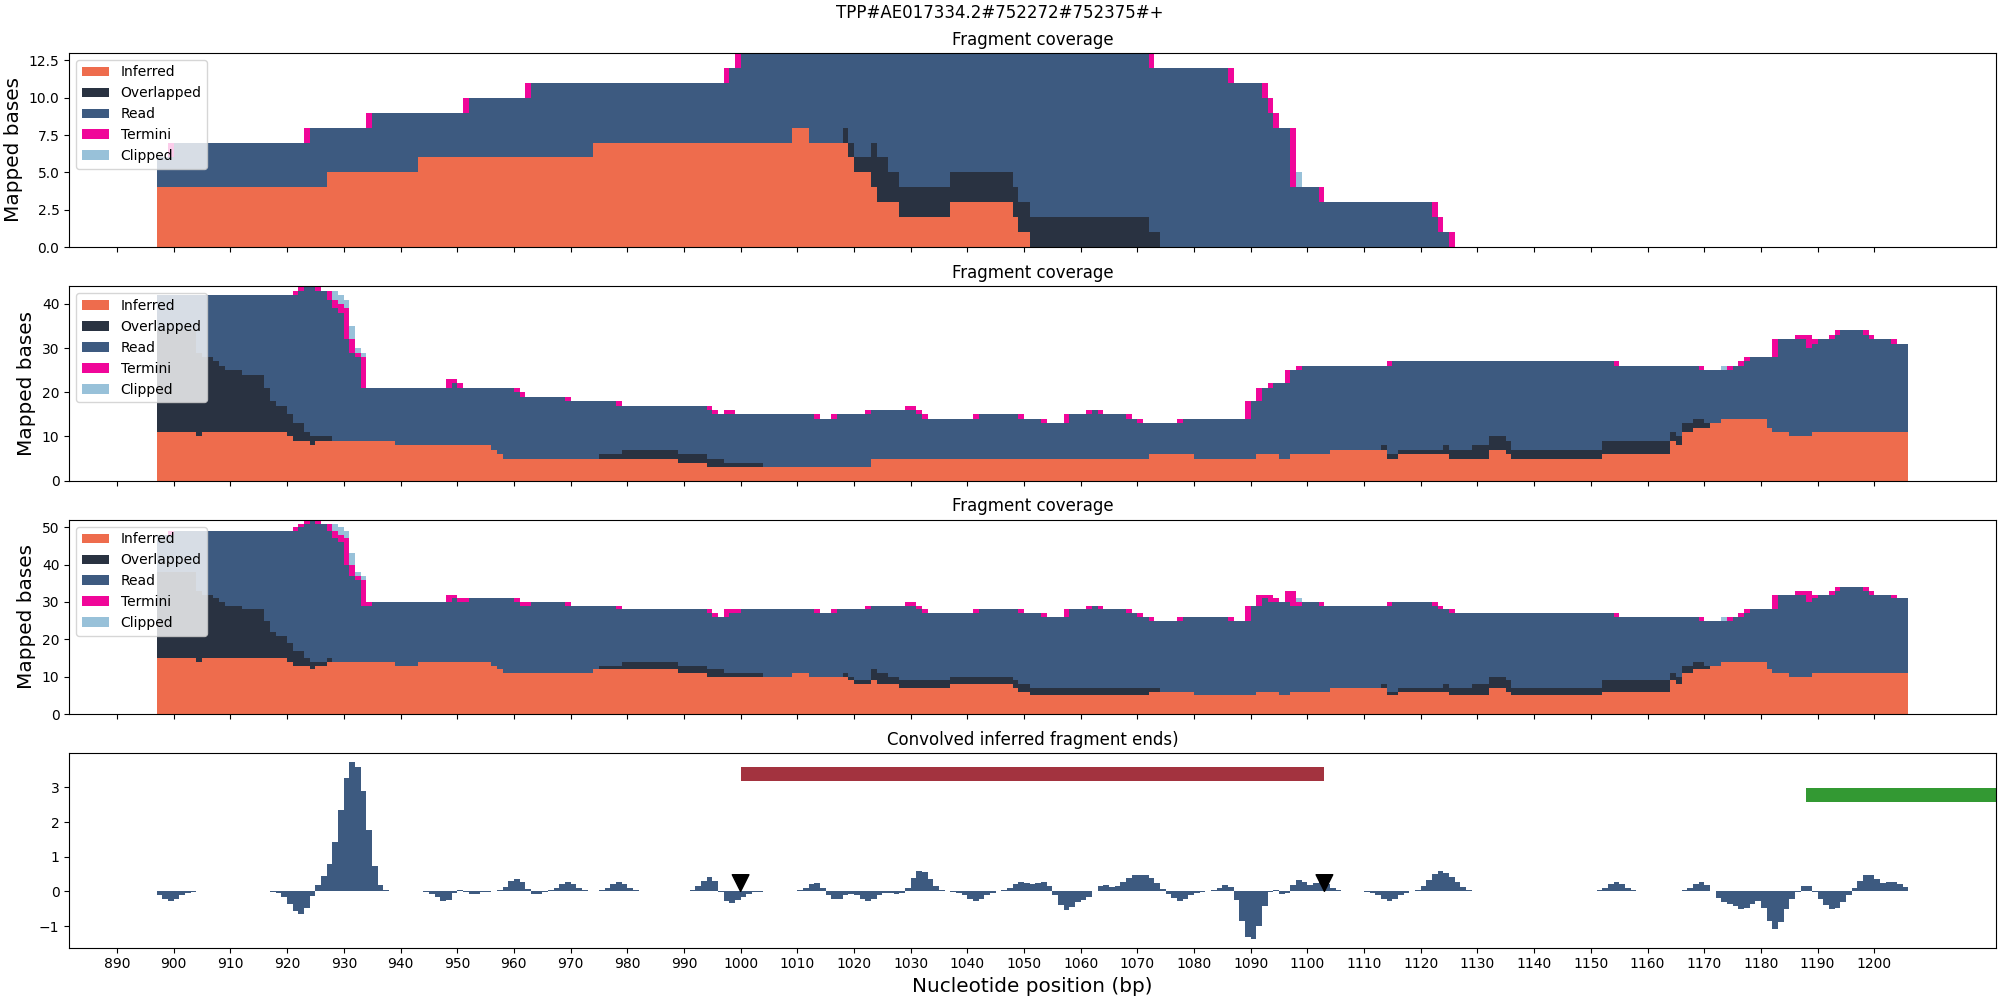 TPP#AE017334.2#752272#752375#+
Fragment coverage
Mapped bases
12.5
10.0
7.5
5.0
2.5
0.0
Inferred
Overlapped
Read
Termini
Clipped
Fragment coverage
Mapped bases
40
30
20
10
0
Inferred
Overlapped
Read
Termini
Clipped
Fragment coverage
Mapped bases
50
40
30
20
10
0
Inferred
Overlapped
Read
Termini
Clipped
Convolved inferred fragment ends)
3
2
1
0
−1
890 900 910 920 930 940 950 960 970 980 990 1000 1010 1020 1030 1040 1050 1060 1070 1080 1090 1100 1110 1120 1130 1140 1150 1160 1170 1180 1190 1200
Nucleotide position (bp)